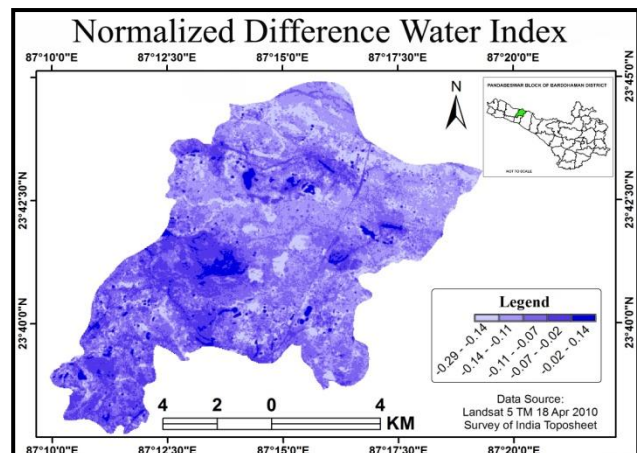 Normalized Difference Water Index
87°10'0"E 87°12'30"E 87°15'0"E 87°17'30"E 87°20'0"E
23°45'0"N
N
PANDABESWAR BLOCK OF BARDDHAMAN DISTRICT
NOT TO SCALE
23°42'30"N 23°42'30"N
23°40'0"N 23°40'0"N
Legend
-0.29 - -0.14
-0.14 - -0.11
-0.11 - -0.07
-0.07 - -0.02
-0.02 - 0.14
Data Source:
Landsat 5 TM 18 Apr 2010
Survey of India Toposheet
4 2 0 4
KM
87°10'0"E 87°12'30"E 87°15'0"E 87°17'30"E 87°20'0"E